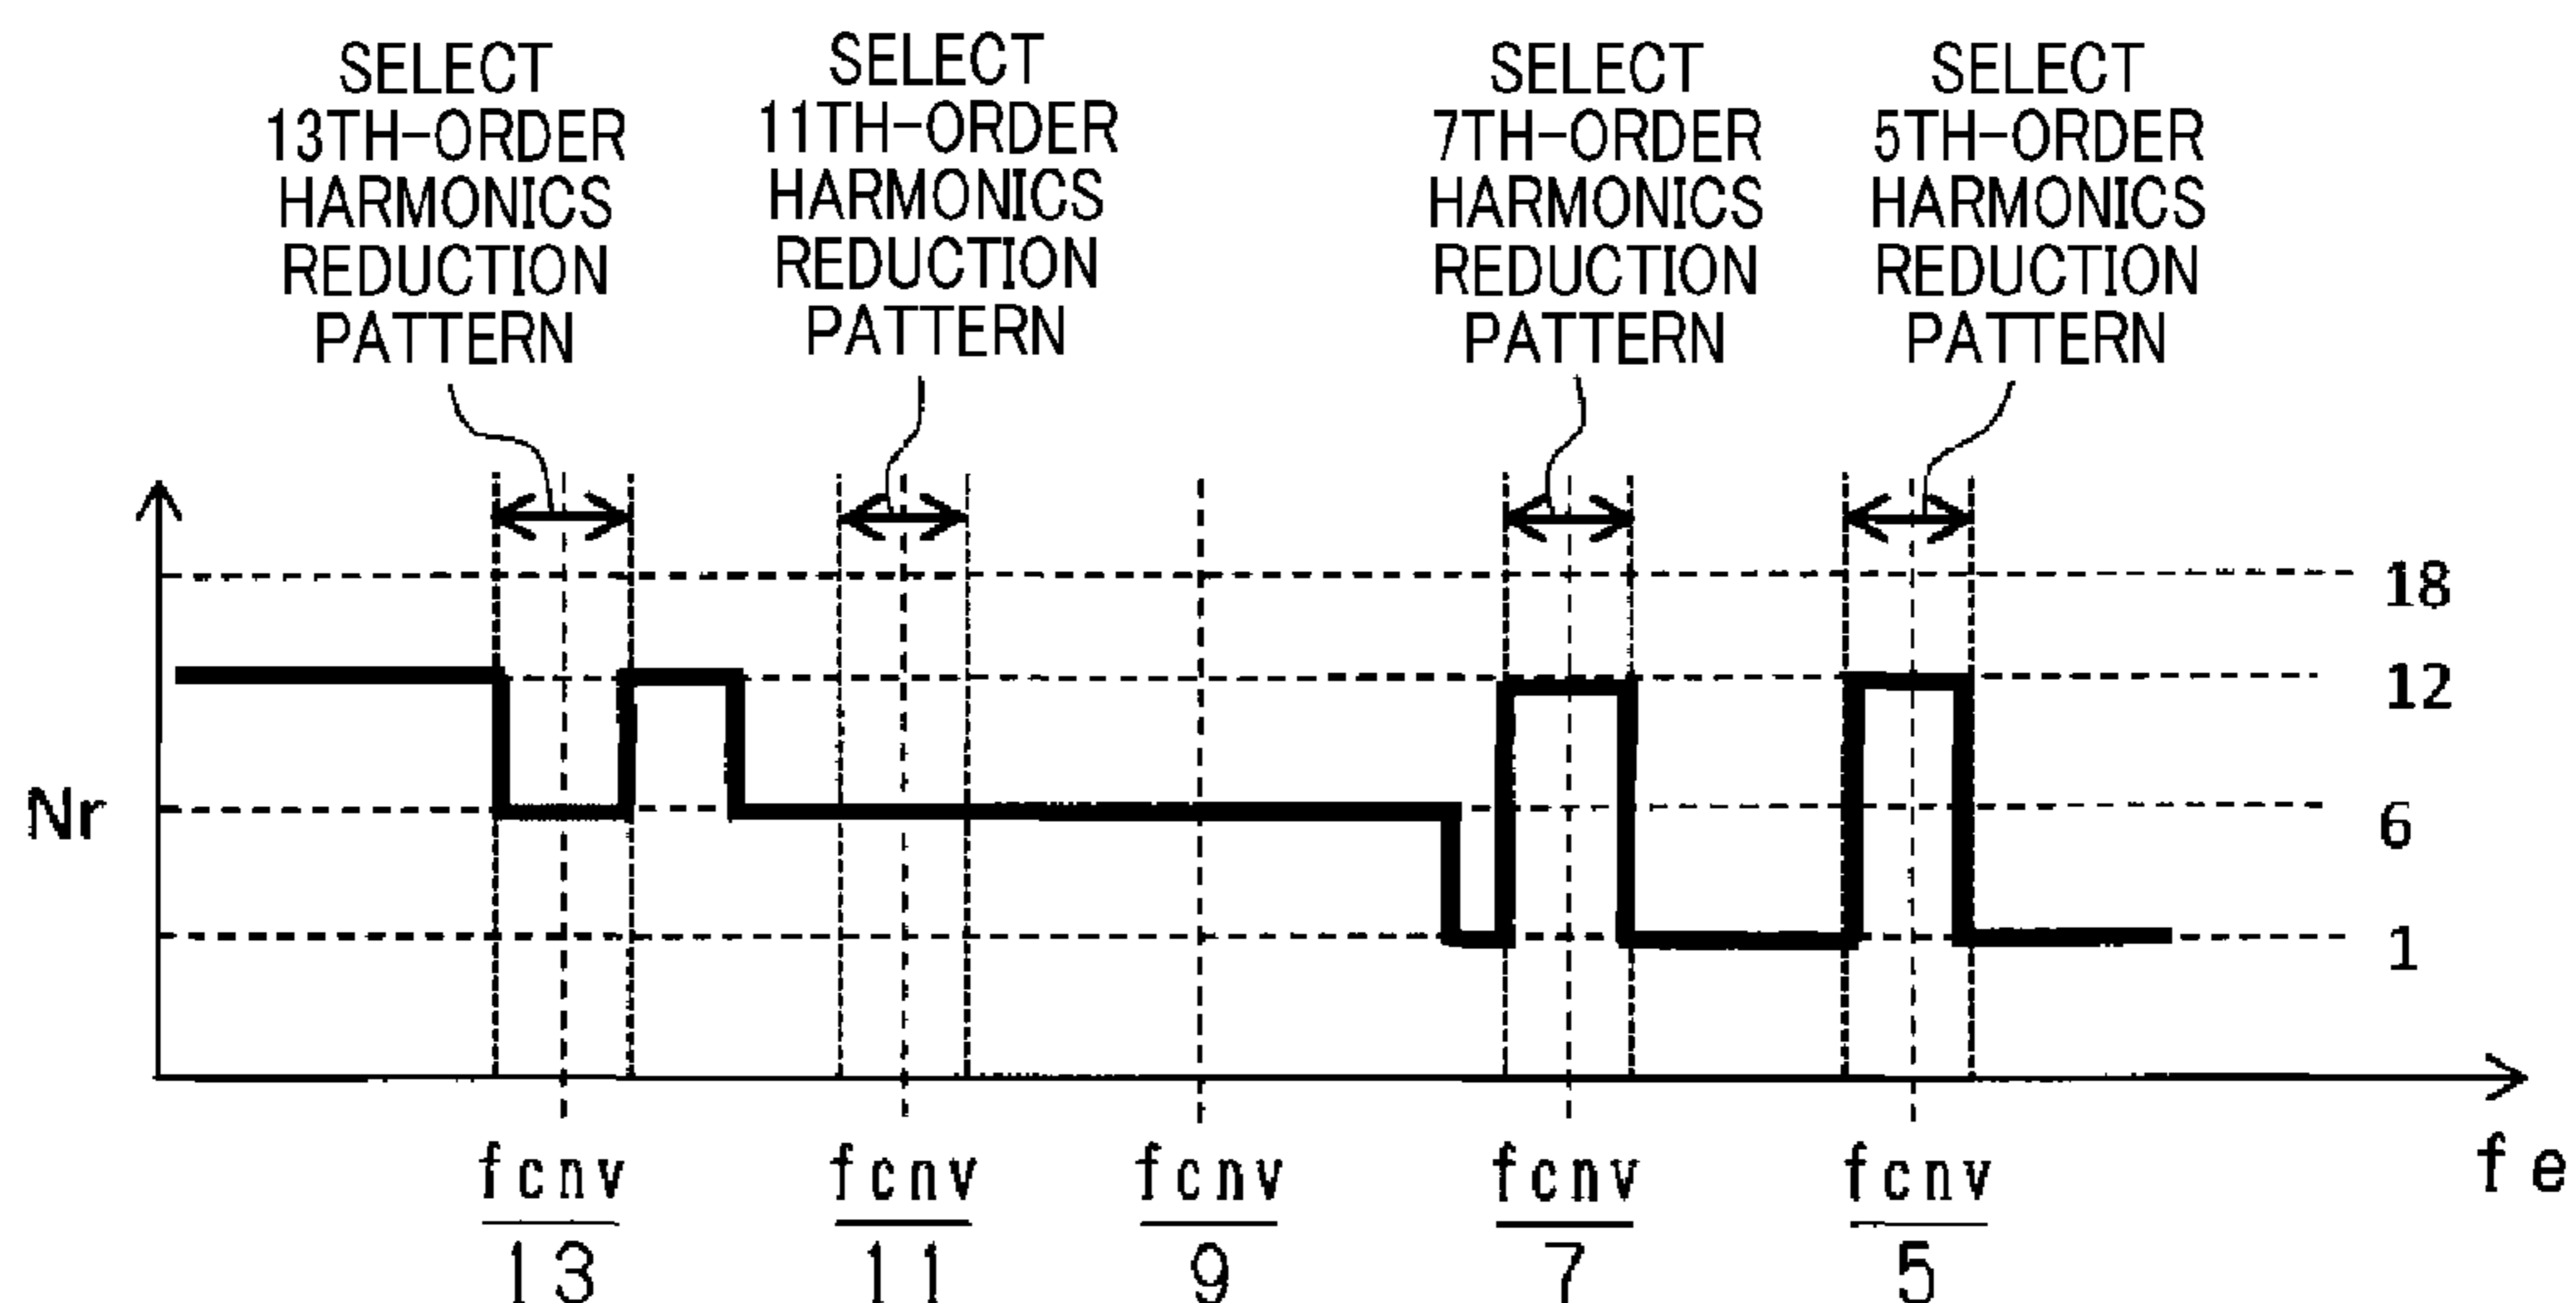 SELECT
13TH-ORDER
HARMONICS
REDUCTION
PATTERN
SELECT
11TH-ORDER
HARMONICS
REDUCTION
PATTERN
SELECT
7TH-ORDER
HARMONICS
REDUCTION
PATTERN
SELECT
5TH-ORDER
HARMONICS
REDUCTION
PATTERN
18
12
Nr
6
1
fcnv
13
fcnv
11
fcnv
9
fcnv
7
fcnv
5
fe